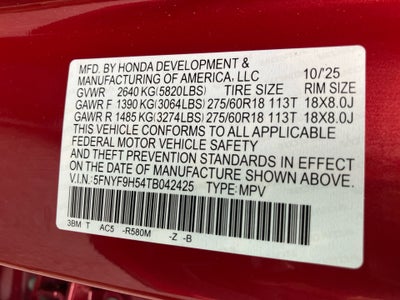 MFD. BY HONDA DEVELOPMENT &
MANUFACTURING OF AMERICA, LLC 10/'25
GVWR 2640 KG(5820LBS) TIRE SIZE RIM SIZE
GAWR F 1390 KG(3064LBS) 275/60R18 113T 18X8.0J
GAWR R 1485 KG(3274LBS) 275/60R18 113T 18X8.0J
THIS VEHICLE CONFORMS TO ALL APPLICABLE
FEDERAL MOTOR VEHICLE SAFETY
AND THEFT PREVENTION STANDARDS IN EFFECT
ON THE DATE OF MANUFACTURE SHOWN ABOVE.
V.I.N.: 5FNYF9H54TB042425 TYPE: MPV
3BM T AC5 -R580M -Z -B